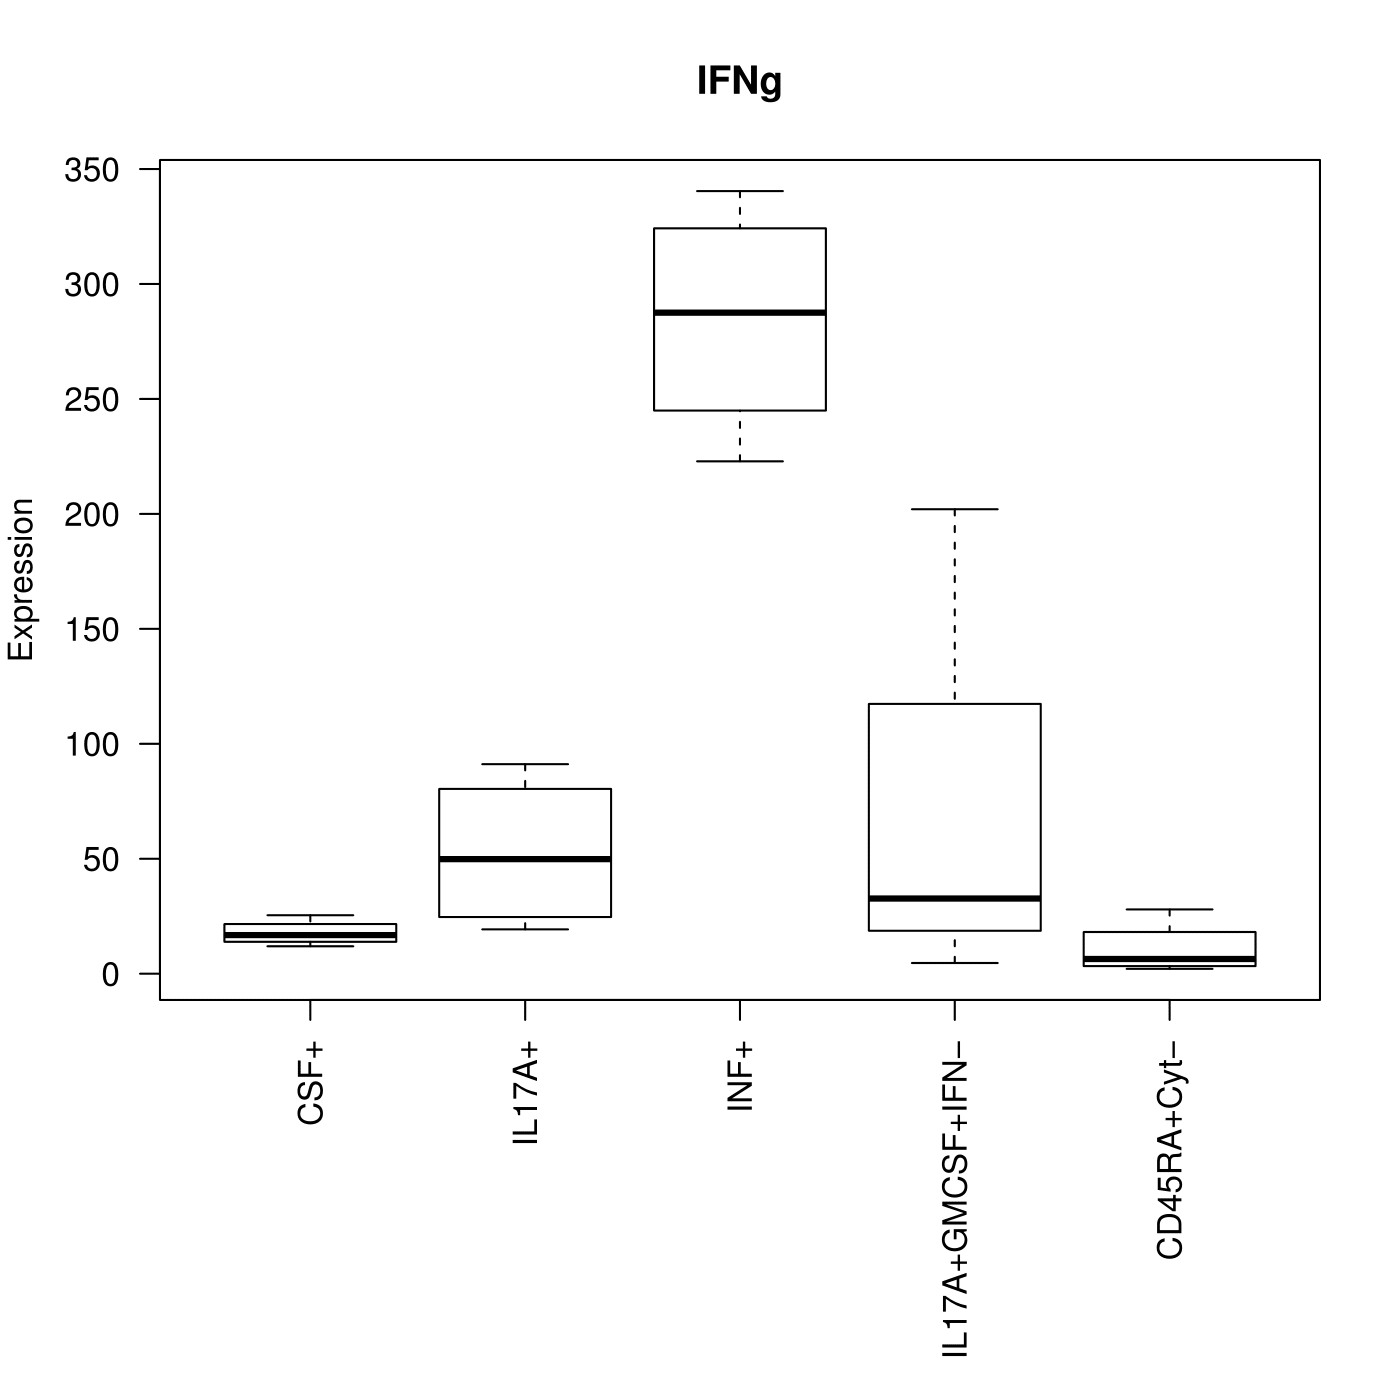 IFNg
Expression
350
300
250
200
150
100
50
0
CSF+
IL17A+
INF+
IL17A+GMCSF+IFN−
CD45RA+Cyt−